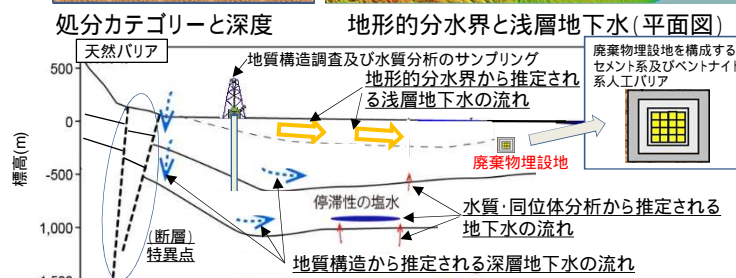 処分カテゴリーと深度
地形的分水界と浅層地下水(平面図)
天然バリア
地質構造調査及び水質分析のサンプリング
地形的分水界から推定され
る浅層地下水の流れ
廃棄物埋設地を構成する
セメント系及びベントナイト
系人工バリア
500
0
-500
1,000
標高(m)
廃棄物埋設地
停滞性の塩水
水質・同位体分析から推定される
地下水の流れ
(断層)
特異点
地質構造から推定される深層地下水の流れ